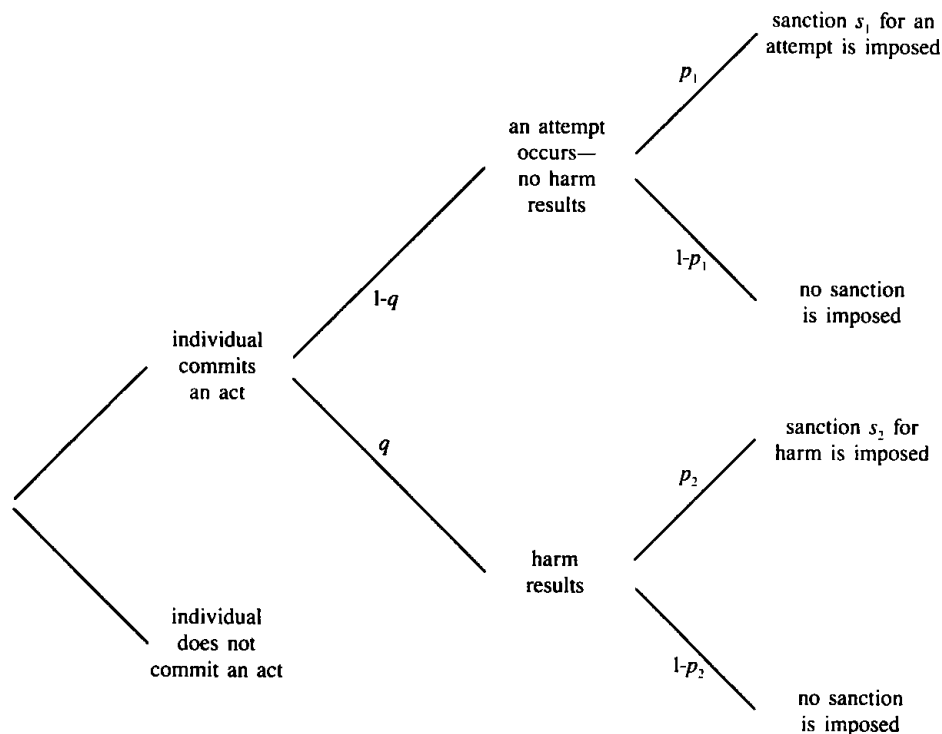 sanction s₁ for an
attempt is imposed
p₁
an attempt
occurs—
no harm
results
1-p₁
no sanction
is imposed
1-q
individual
commits
an act
q
sanction s₂ for
harm is imposed
p₂
harm
results
1-p₂
individual
does not
commit an act
no sanction
is imposed